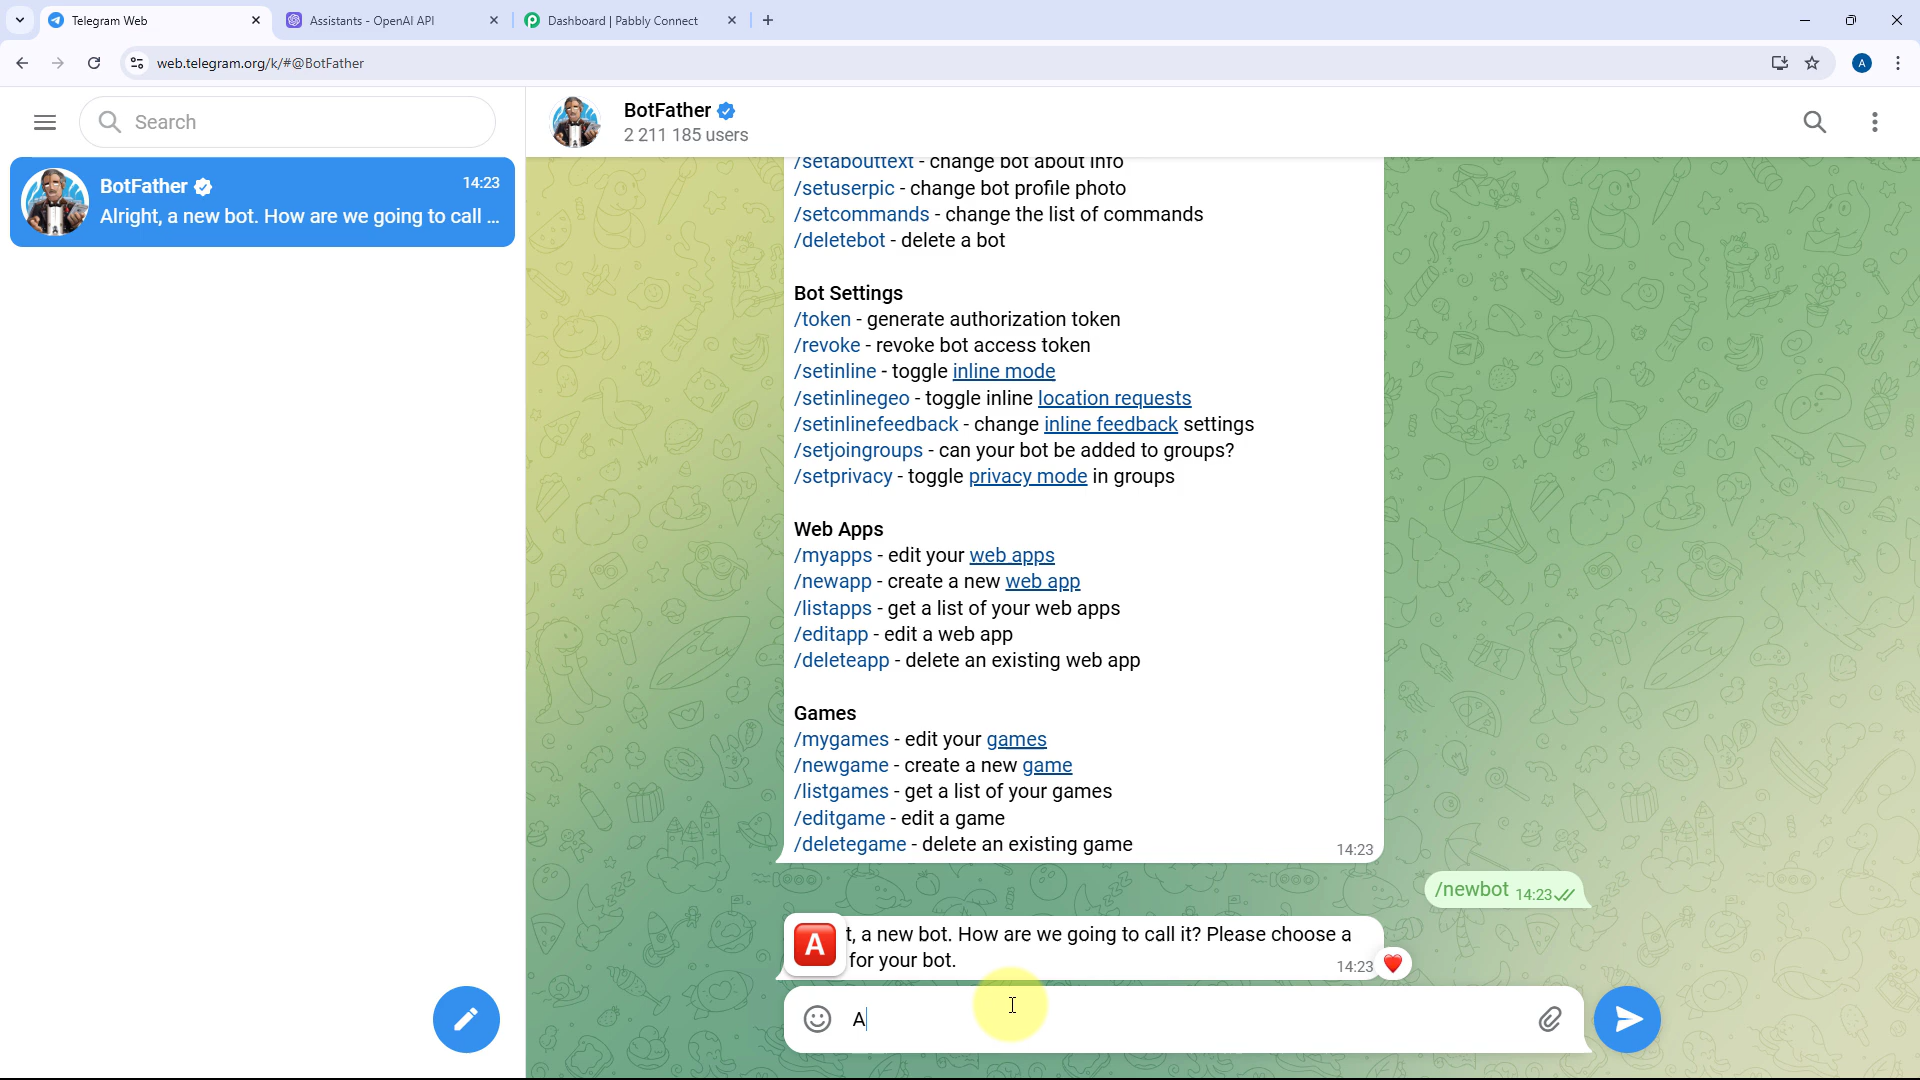 Telegram Web
Assistants - OpenAI API
Dashboard | Pabbly Connect
web.telegram.org/k/#@BotFather
A
Search
BotFather
14:23
Alright, a new bot. How are we going to call ...
BotFather
2 211 185 users
/setabouttext - change bot about info
/setuserpic - change bot profile photo
/setcommands - change the list of commands
/deletebot - delete a bot
Bot Settings
/token - generate authorization token
/revoke - revoke bot access token
/setinline - toggle inline mode
/setinlinegeo - toggle inline location requests
/setinlinefeedback - change inline feedback settings
/setjoingroups - can your bot be added to groups?
/setprivacy - toggle privacy mode in groups
Web Apps
/myapps - edit your web apps
/newapp - create a new web app
/listapps - get a list of your web apps
/editapp - edit a web app
/deleteapp - delete an existing web app
Games
/mygames - edit your games
/newgame - create a new game
/listgames - get a list of your games
/editgame - edit a game
/deletegame - delete an existing game
14:23
/newbot 14:23
A
t, a new bot. How are we going to call it? Please choose a
for your bot.
14:23
A